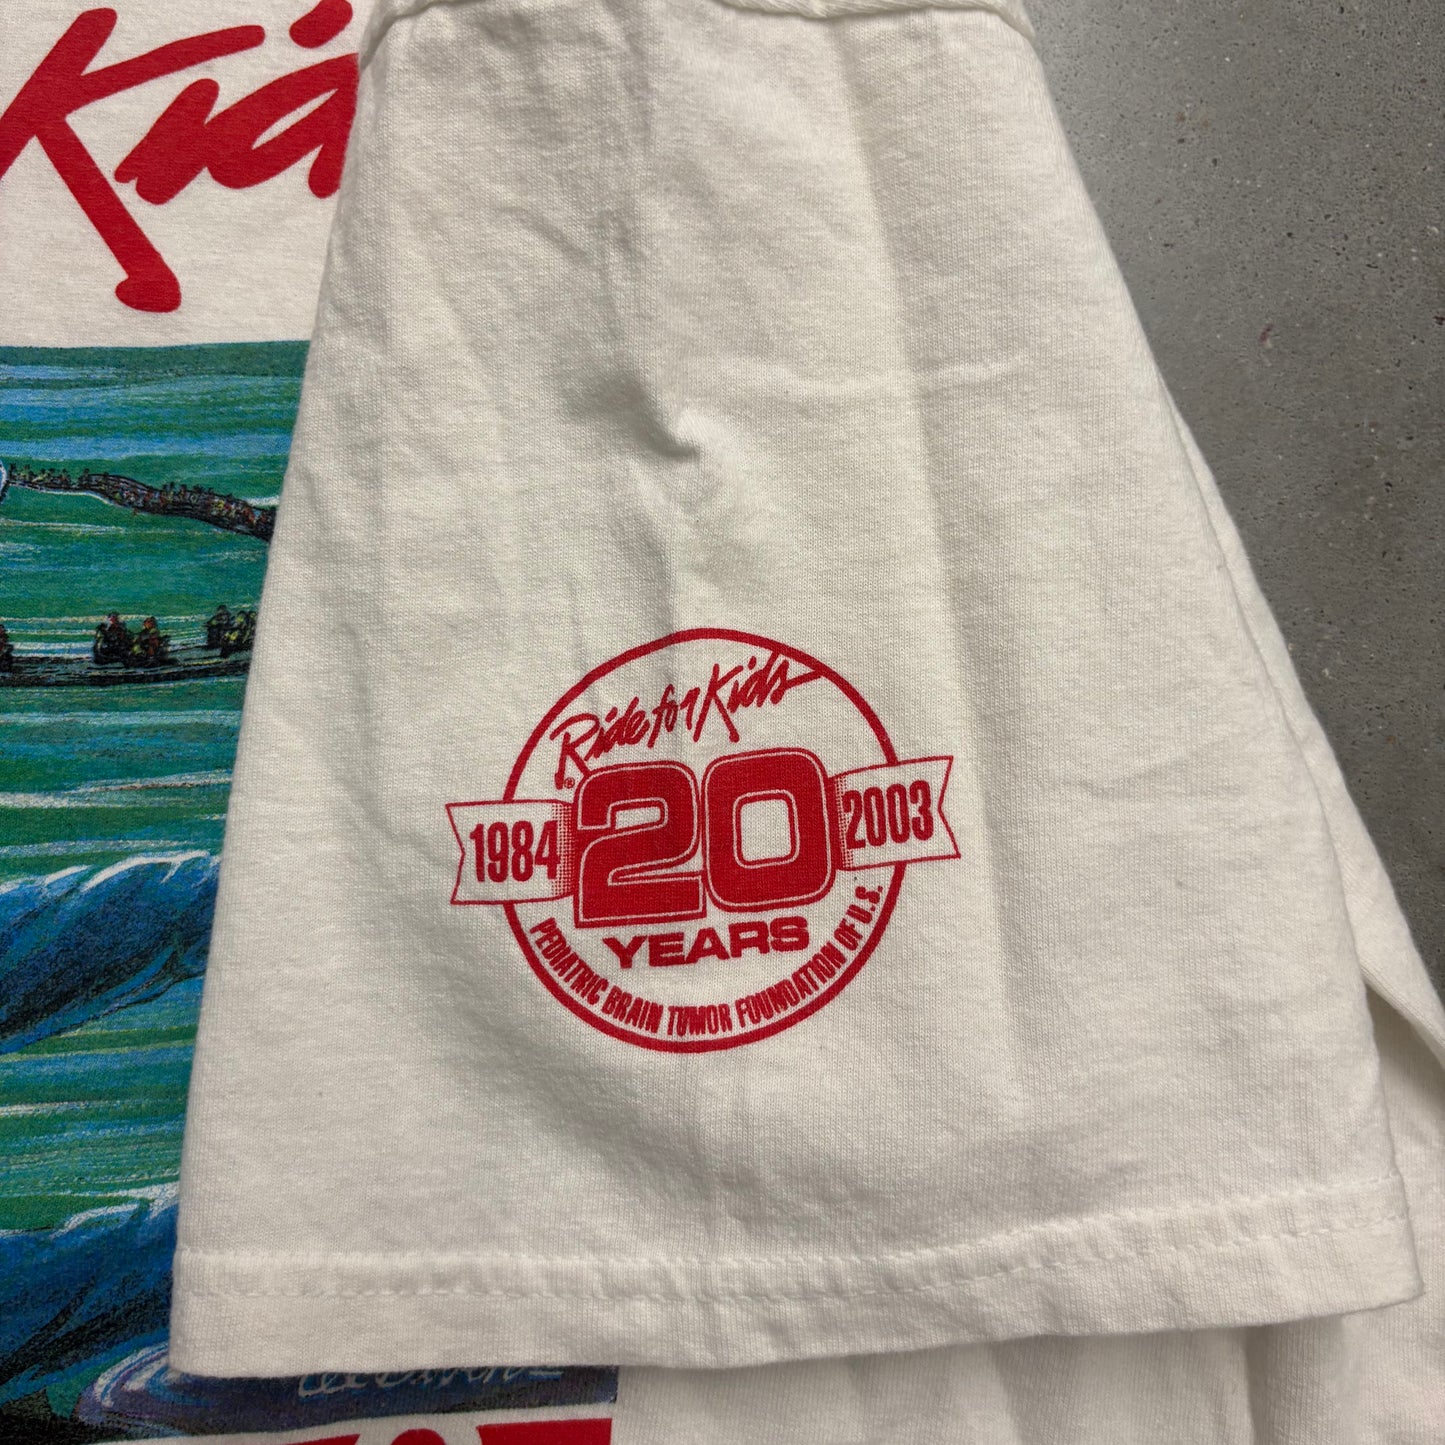 Kid
Ride for Kids
®
1984 20 2003
YEARS
PEDIATRIC BRAIN TUMOR FOUNDATION OF U.S.